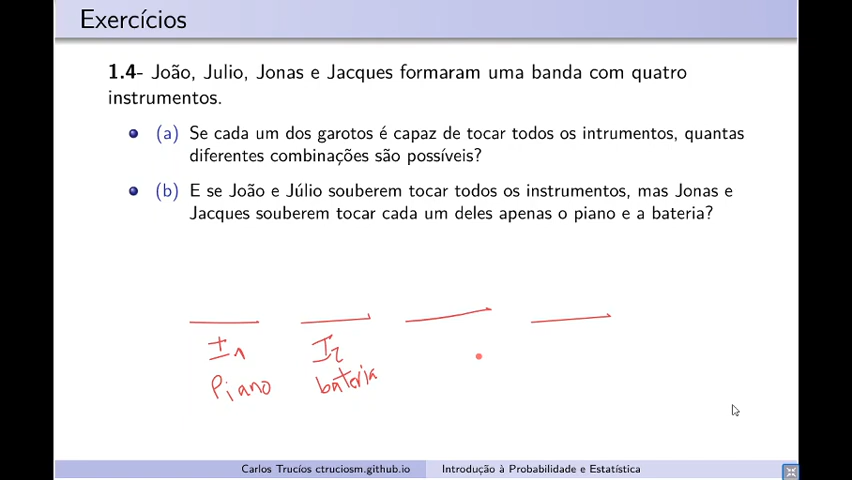 Exercícios
1.4- João, Julio, Jonas e Jacques formaram uma banda com quatro
instrumentos.
(a) Se cada um dos garotos é capaz de tocar todos os intrumentos, quantas
diferentes combinações são possíveis?
(b) E se João e Júlio souberem tocar todos os instrumentos, mas Jonas e
Jacques souberem tocar cada um deles apenas o piano e a bateria?
I1 I2
Piano bateria
Carlos Trucíos ctruciosm.github.io Introdução à Probabilidade e Estatística